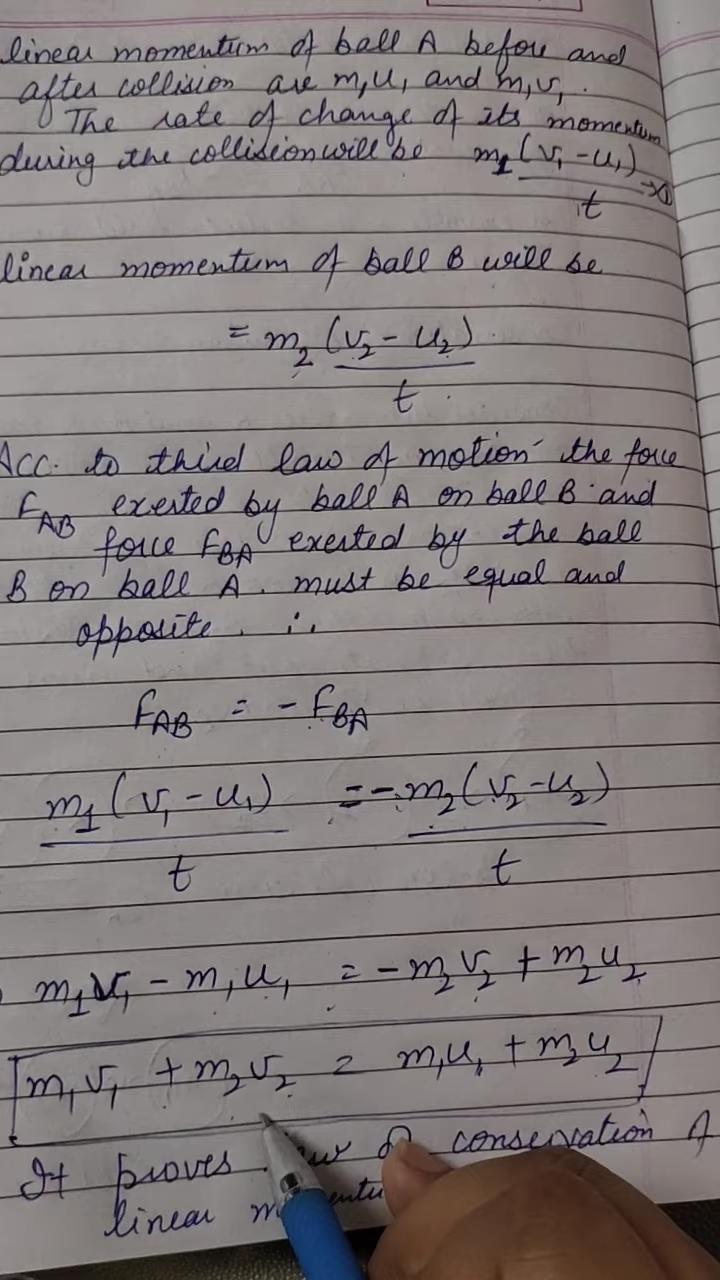 linear momentum of ball A before and
after collision are m₁u₁ and m₁v₁.
The rate of change of its momentum
during the collision will be m₁(v₁ - u₁)
t
linear momentum of ball B will be
= m₂(v₂ - u₂)
t
Acc. to third law of motion the force
F_AB exerted by ball A on ball B and
force F_BA exerted by the ball
B on ball A. must be equal and
opposite. ∴
F_AB = - F_BA
m₁(v₁ - u₁) = - m₂(v₂ - u₂)
t t
m₁v₁ - m₁u₁ = - m₂v₂ + m₂u₂
m₁v₁ + m₂v₂ = m₁u₁ + m₂u₂
It proves conservation of
linear